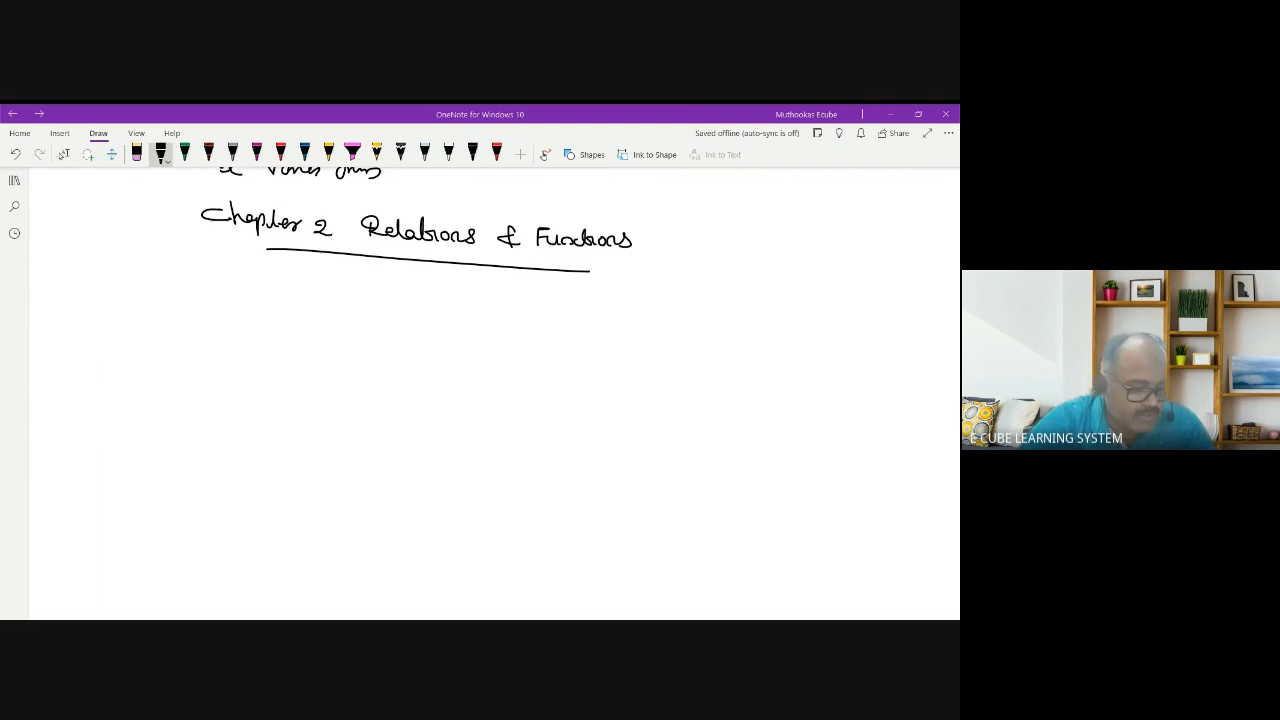 OneNote for Windows 10
Muthookas Ecube
Home Insert Draw View Help
Saved offline (auto-sync is off)
Share
Shapes
Ink to Shape
Ink to Text
Chapter 2 Relations & Functions
E CUBE LEARNING SYSTEM